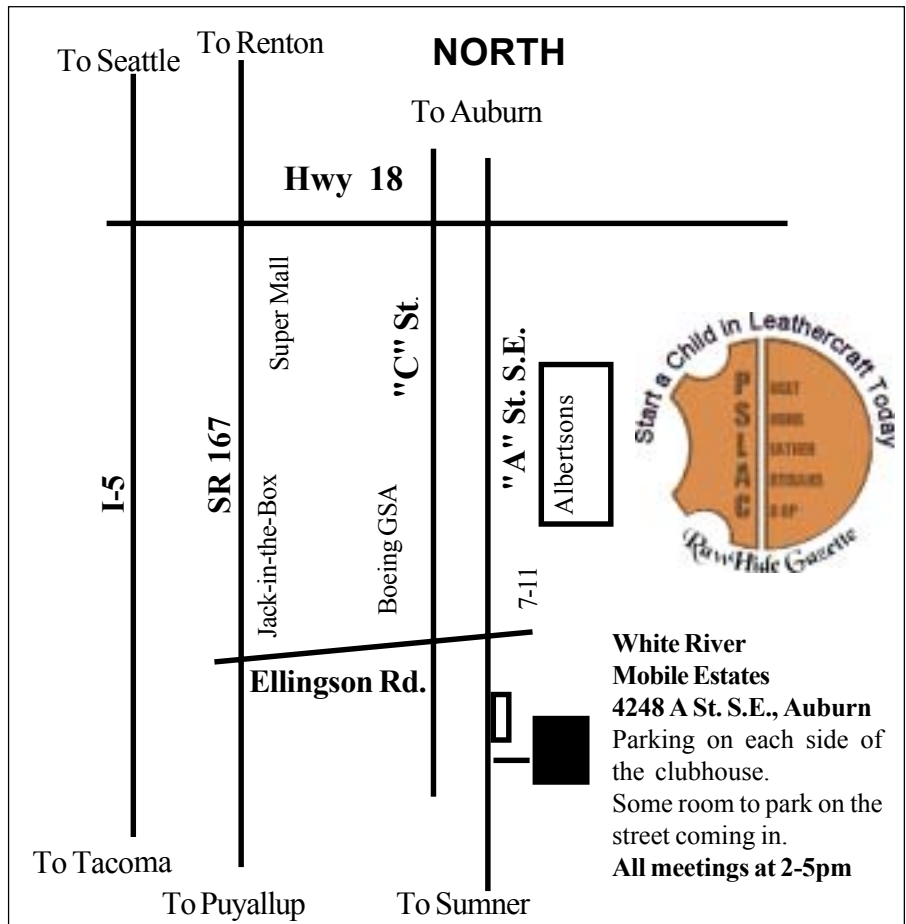 To Seattle
To Renton
NORTH
To Auburn
Hwy 18
Super Mall
"C" St.
"A" St. S.E.
Albertsons
I-5
SR 167
Jack-in-the-Box
Boeing GSA
7-11
Ellingson Rd.
To Tacoma
To Puyallup
To Sumner
Start a Child in Leathercraft Today
PSLAC
RawHide Gazette
White River
Mobile Estates
4248 A St. S.E., Auburn
Parking on each side of
the clubhouse.
Some room to park on the
street coming in.
All meetings at 2-5pm